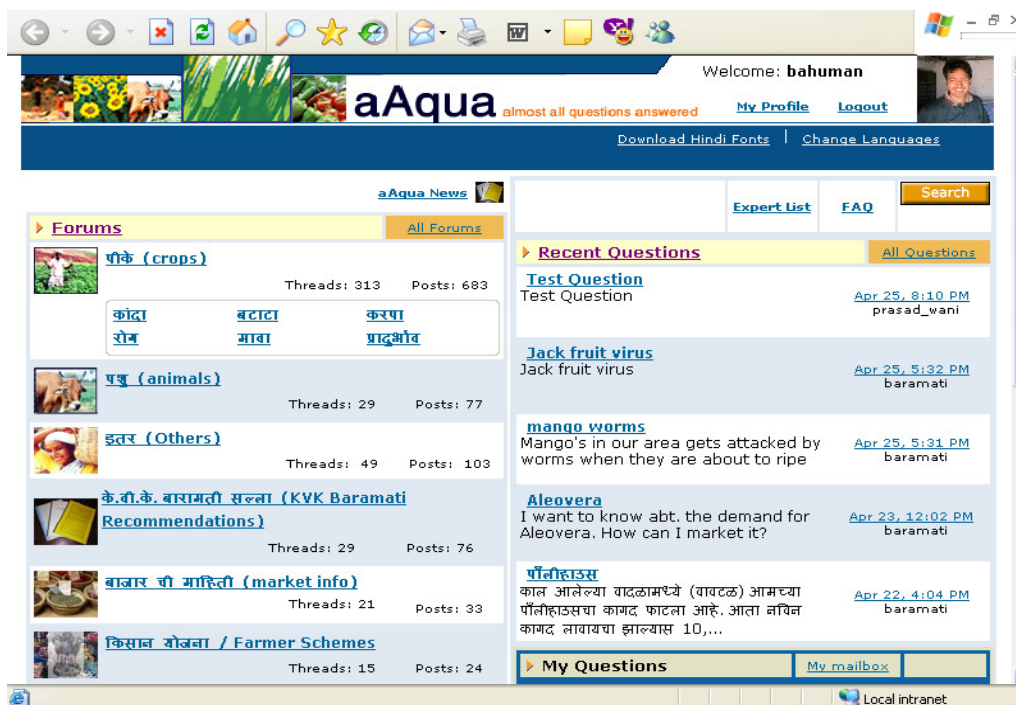 Welcome: bahuman
aAqua almost all questions answered
My Profile Logout
Download Hindi Fonts | Change Languages
aAqua News
Forums All Forums
पीके (crops)
Threads: 313 Posts: 683
कांदा बटाटा करपा
रोग मावा प्रादुर्भाव
पशु (animals)
Threads: 29 Posts: 77
इतर (Others)
Threads: 49 Posts: 103
के.वी.के. बारामती सल्ला (KVK Baramati
Recommendations)
Threads: 29 Posts: 76
बाजार ची माहिती (market info)
Threads: 21 Posts: 33
किसान योजना / Farmer Schemes
Threads: 15 Posts: 24
Expert List FAQ Search
Recent Questions All Questions
Test Question
Test Question
Apr 25, 8:10 PM
prasad_wani
Jack fruit virus
Jack fruit virus
Apr 25, 5:32 PM
baramati
mango worms
Mango's in our area gets attacked by
worms when they are about to ripe
Apr 25, 5:31 PM
baramati
Aleovera
I want to know abt. the demand for
Aleovera. How can I market it?
Apr 23, 12:02 PM
baramati
पॉलीहाउस
काल आलेल्या वादळामध्ये (वावटळ) आमच्या
पॉलीहाउसचा कागद फाटला आहे. आता नविन
कागद लावायचा झाल्यास 10,...
Apr 22, 4:04 PM
baramati
My Questions My mailbox
Local intranet